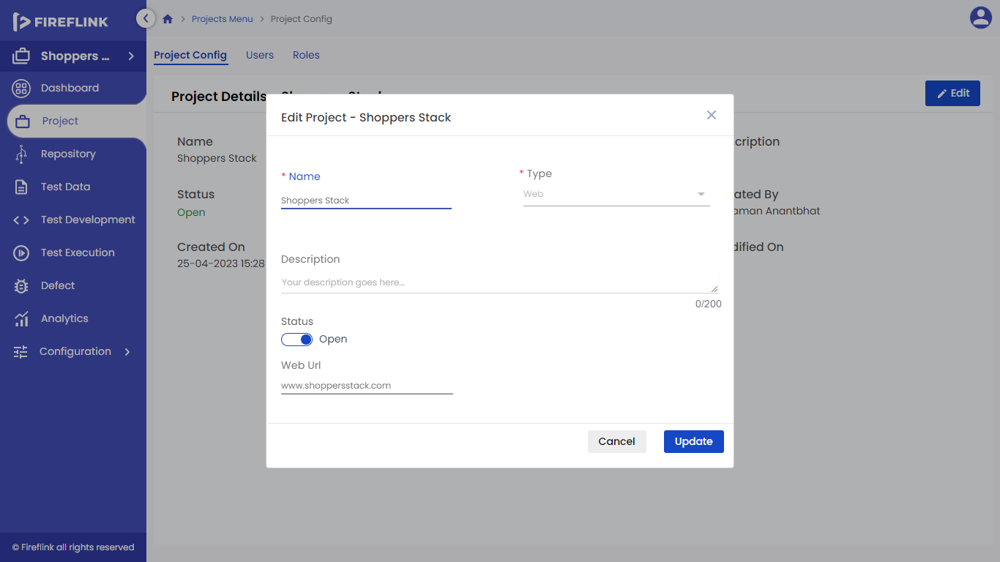 FIREFLINK
Projects Menu
Project Config
Shoppers ...
Project Config
Users
Roles
Dashboard
Project Details
Edit
Project
Repository
Test Data
Test Development
Test Execution
Defect
Analytics
Configuration
© Fireflink all rights reserved
Name
Shoppers Stack
Status
Open
Created On
25-04-2023 15:28
cription
ated By
aman Anantbhat
dified On
Edit Project - Shoppers Stack
* Name
Shoppers Stack
* Type
Web
Description
Your description goes here...
0/200
Status
Open
Web Url
www.shoppersstack.com
Cancel
Update